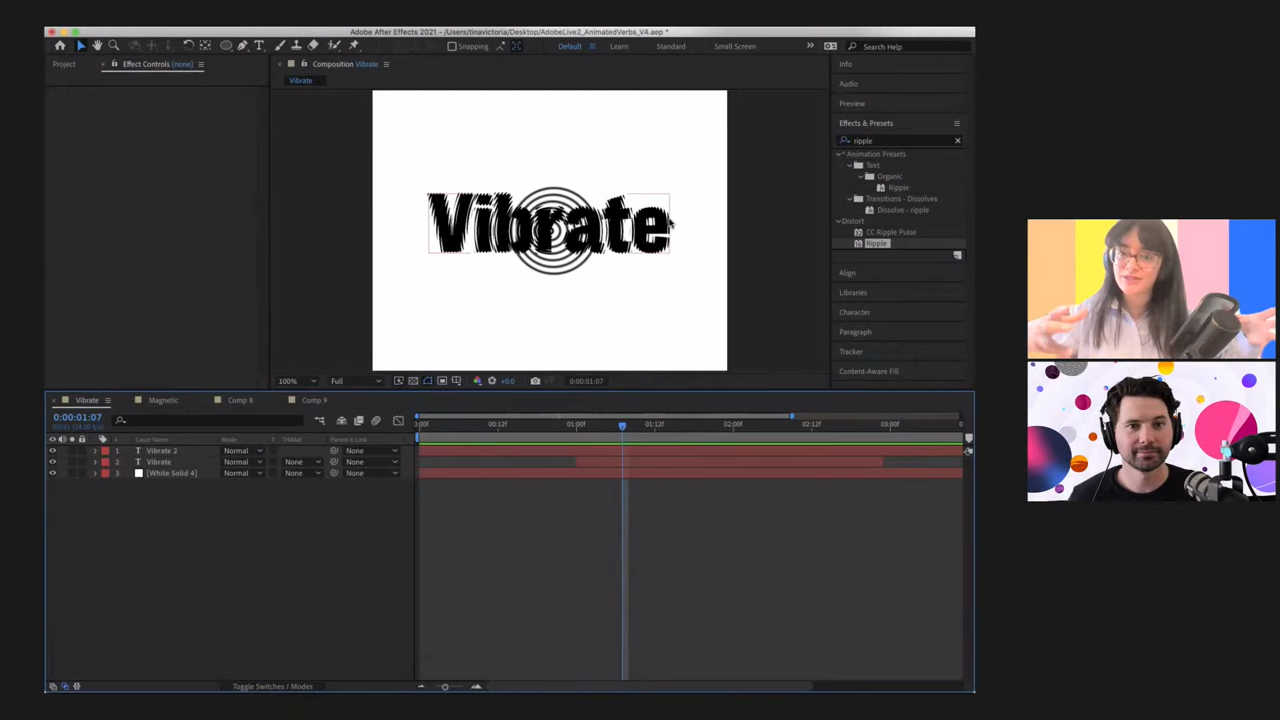 Adobe After Effects 2021 - /Users/tinavictoria/Desktop/AdobeLive2_AnimatedVerbs_V4.aep *
Snapping
Default
Learn
Standard
Small Screen
Search Help
Project
Effect Controls (none)
Composition Vibrate
Info
Vibrate
Audio
Preview
Effects & Presets
ripple
* Animation Presets
Text
Organic
Ripple
Transitions - Dissolves
Dissolve - ripple
Distort
CC Ripple Pulse
Ripple
Vibrate
Align
Libraries
Character
Paragraph
Tracker
Content-Aware Fill
100%
Full
+0.0
0:00:01:07
Vibrate
Magnetic
Comp 8
Comp 9
0:00:01:07
00f
00:12f
01:00f
01:12f
02:00f
02:12f
03:00f
0
# Layer Name Mode T TrkMat Parent & Link
1 T Vibrate 2 Normal None
2 T Vibrate Normal None None
3 [White Solid 4] Normal None None
Toggle Switches / Modes